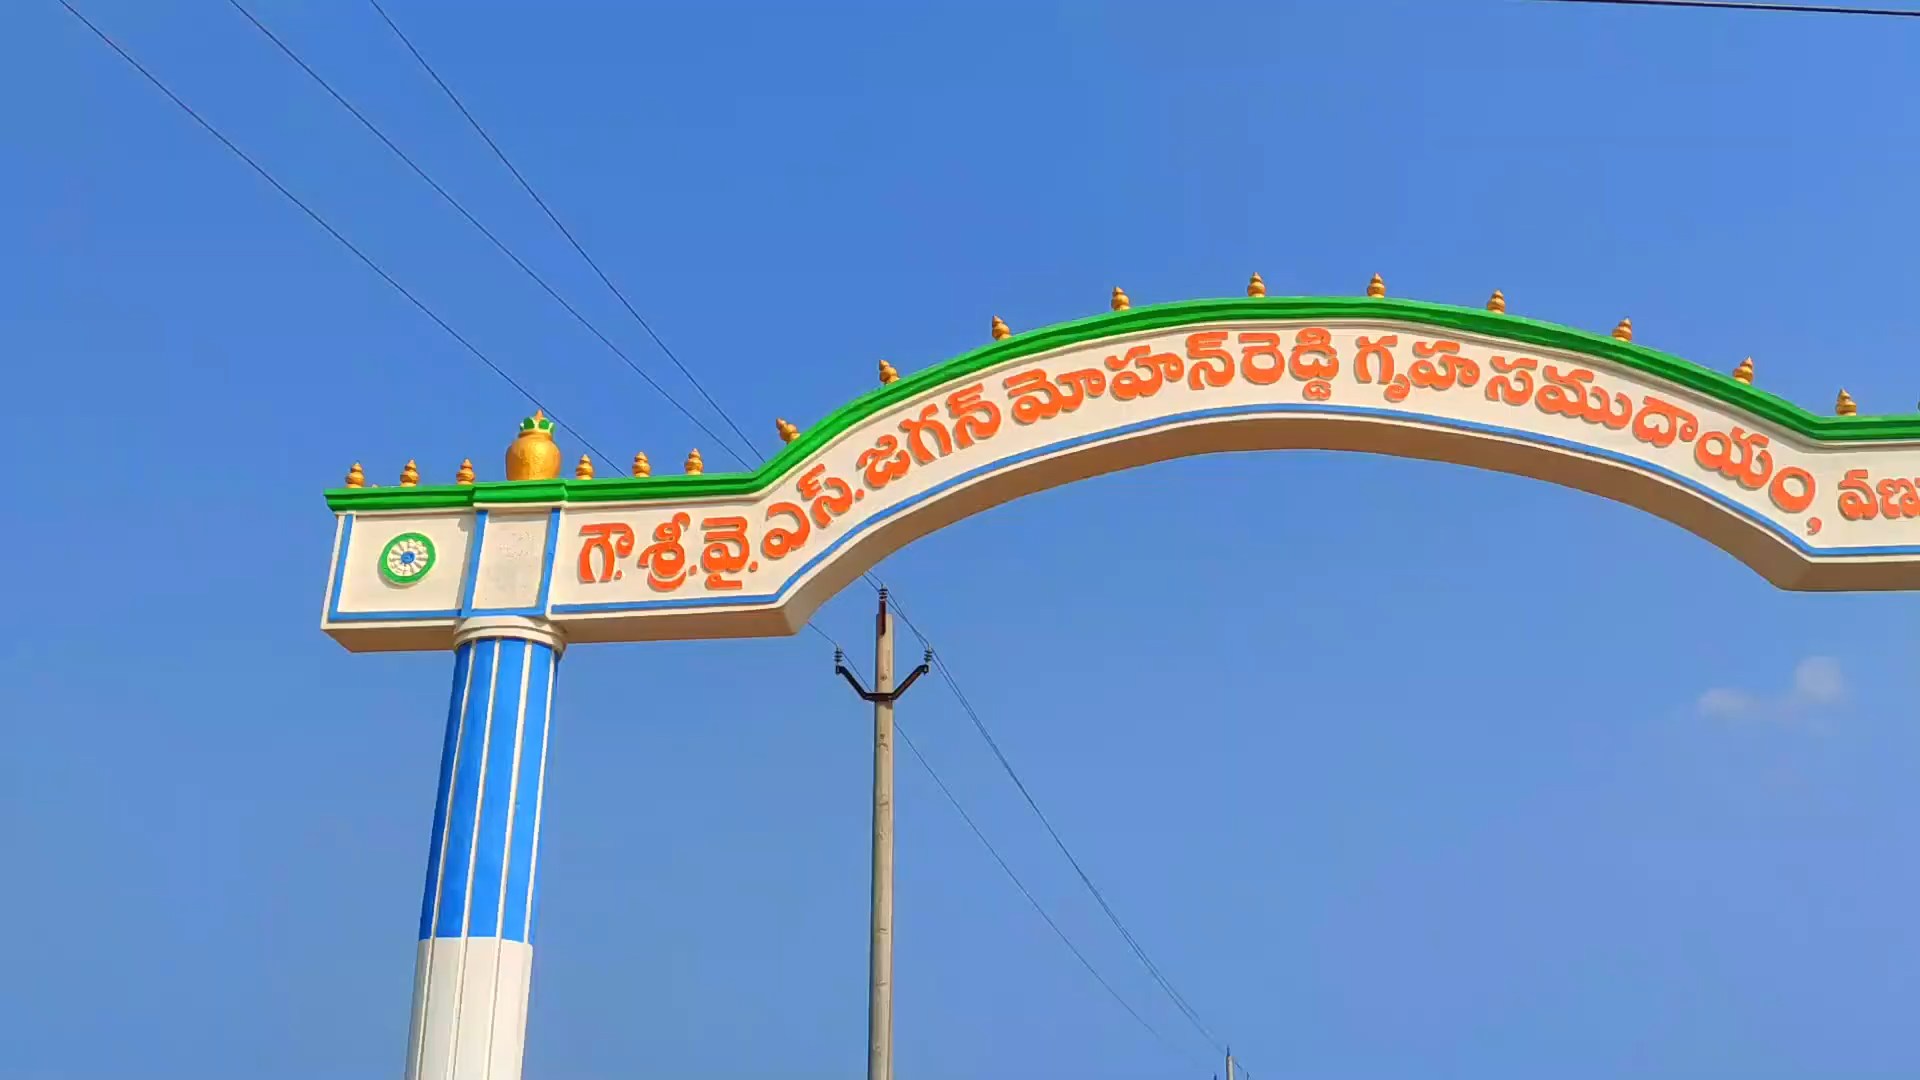 గౌ. శ్రీ. వై. ఎస్. జగన్ మోహన్ రెడ్డి గృహ సముదాయం,